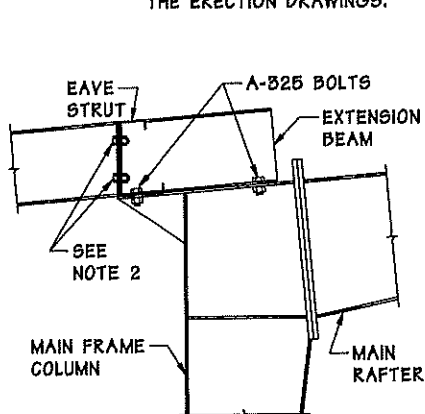 THE ERECTION DRAWINGS.
EAVE
STRUT
A-325 BOLTS
EXTENSION
BEAM
SEE
NOTE 2
MAIN FRAME
COLUMN
MAIN
RAFTER